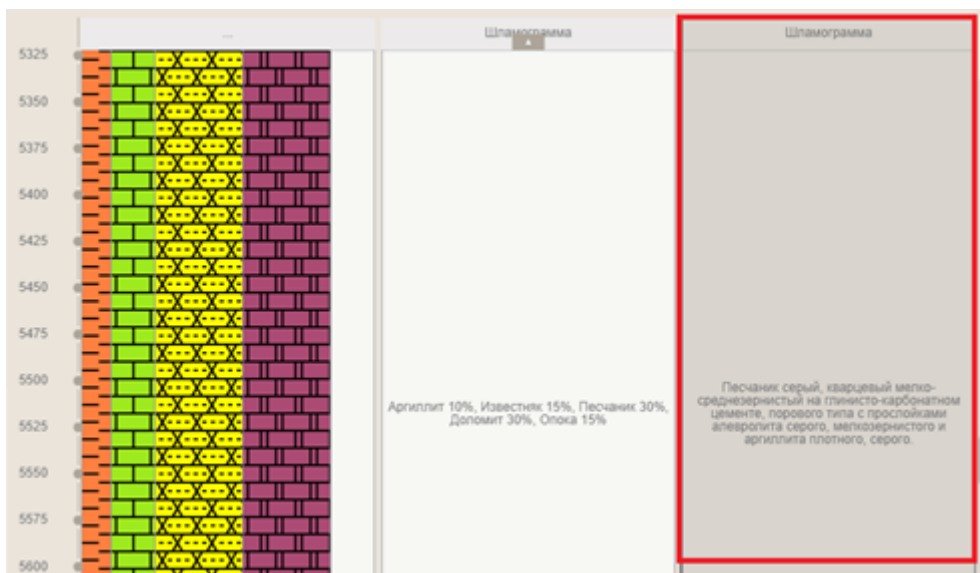 ...
Шламограмма
Шламограмма
5325
5350
5375
5400
5425
5450
5475
5500
5525
5550
5575
5600
Аргиллит 10%, Известняк 15%, Песчаник 30%,
Доломит 30%, Опока 15%
Песчаник серый, кварцевый мелко-
среднезернистый на глинисто-карбонатном
цементе, порового типа с прослойками
алевролита серого, мелкозернистого и
аргиллита плотного, серого.